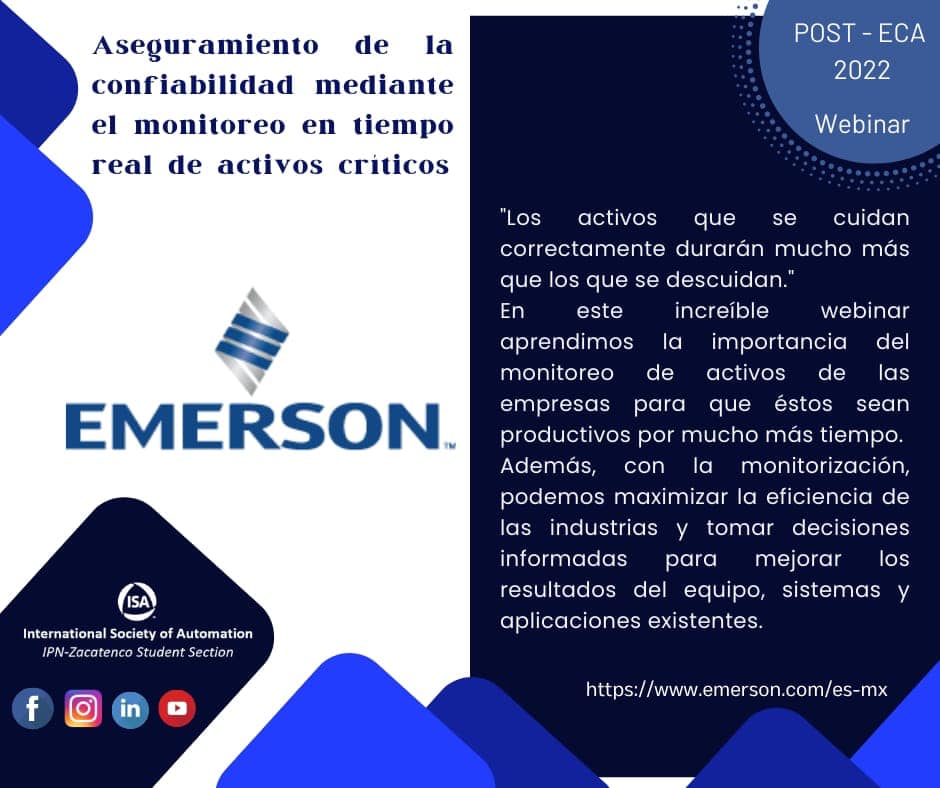 Aseguramiento de la
confiabilidad mediante
el monitoreo en tiempo
real de activos críticos
EMERSON™
ISA
International Society of Automation
IPN-Zacatenco Student Section
f
in
POST - ECA
2022
Webinar
"Los activos que se cuidan
correctamente durarán mucho más
que los que se descuidan."
En este increíble webinar
aprendimos la importancia del
monitoreo de activos de las
empresas para que éstos sean
productivos por mucho más tiempo.
Además, con la monitorización,
podemos maximizar la eficiencia de
las industrias y tomar decisiones
informadas para mejorar los
resultados del equipo, sistemas y
aplicaciones existentes.
https://www.emerson.com/es-mx